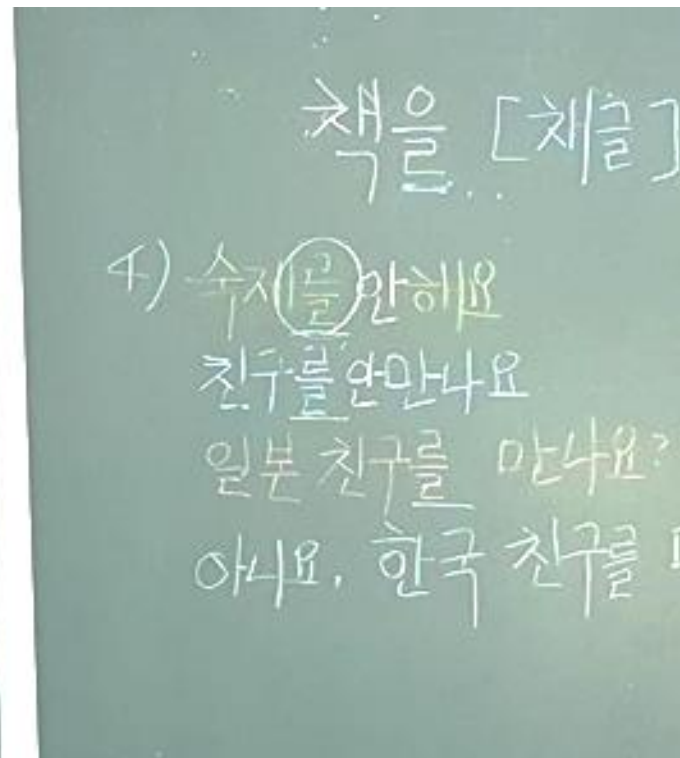 책을 [채글]
4) 숙제를 안 해요
친구를 안 만나요
일본 친구를 만나요?
아니요. 한국 친구를